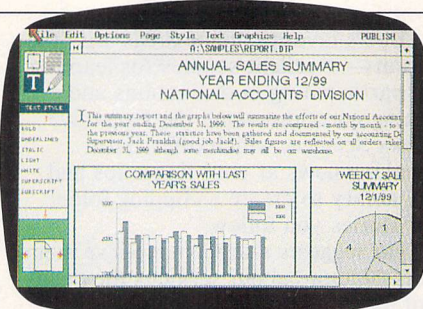 File Edit Options Page Style Text Graphics Help PUBLISH
A:\SAMPLES\REPORT.DTP
ANNUAL SALES SUMMARY
YEAR ENDING 12/99
NATIONAL ACCOUNTS DIVISION
TEXT STYLE
BOLD
UNDERLINED
ITALIC
LIGHT
WHITE
SUPERSCRIPT
SUBSCRIPT
This summary report and the graphs below will summarize the efforts of our National Account
for the year ending December 31, 1999. The results are compared - month by month - to
the previous year. These statistics have been gathered and documented by our accounting De
Supervisor, Jack Franklin (good job Jack!). Sales figures are reflected on all orders taken
December 31, 1999 although some merchandise may still be our warehouse.
COMPARISON WITH LAST
YEAR'S SALES
WEEKLY SALE
SUMMARY
12/1/99
4
1